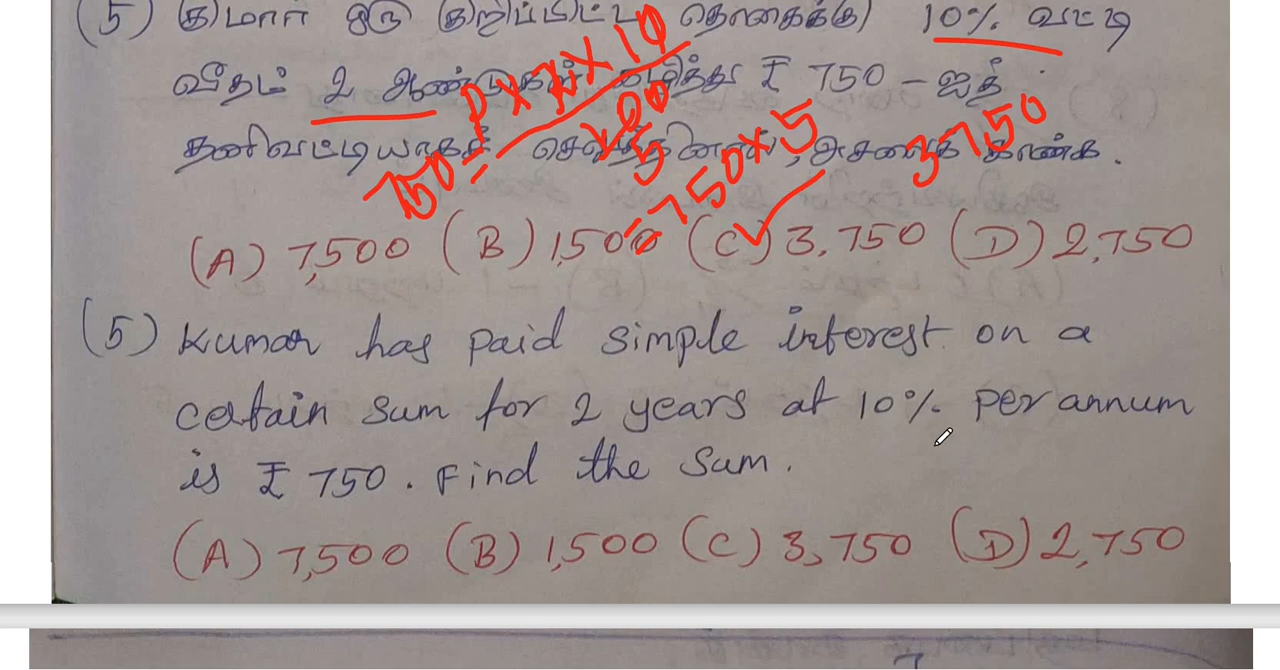 (5) குமார் ஒரு குறிப்பிட்ட தொகைக்கு 10% வட்டி
வீதம் 2 ஆண்டுகள் கழித்து ₹ 750 – ஐத்
தனிவட்டியாகச் செலுத்தினால், அசலைக் காண்க.
750 = P x 2 x 10
100
5
= 750 x 5
3750
(A) 7,500 (B) 1,500 (C) 3,750 (D) 2,750
(5) Kumar has paid simple interest on a
certain sum for 2 years at 10% per annum
is ₹ 750. Find the sum.
(A) 7,500 (B) 1,500 (C) 3,750 (D) 2,750